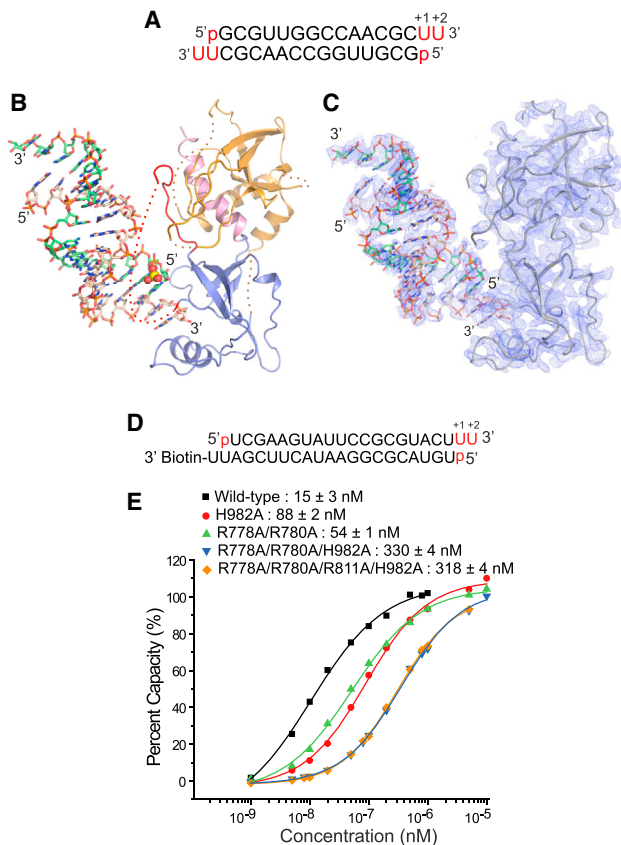 A
+1 +2
5' pGCGUUGGCCAACGCUU 3'
3' UUCGCAACCGGUUGCGp 5'
B
3'
5'
5'
3'
C
3'
5'
5'
3'
D
+1 +2
5'pUCGAAGUAUUCCGCGUACUUU 3'
3' Biotin-UUAGCUUCAUAAGGCGCAUGUp5'
E
Wild-type : 15 ± 3 nM
H982A : 88 ± 2 nM
R778A/R780A : 54 ± 1 nM
R778A/R780A/H982A : 330 ± 4 nM
R778A/R780A/R811A/H982A : 318 ± 4 nM
Percent Capacity (%)
120
100
80
60
40
20
0
10-9 10-8 10-7 10-6 10-5
Concentration (nM)